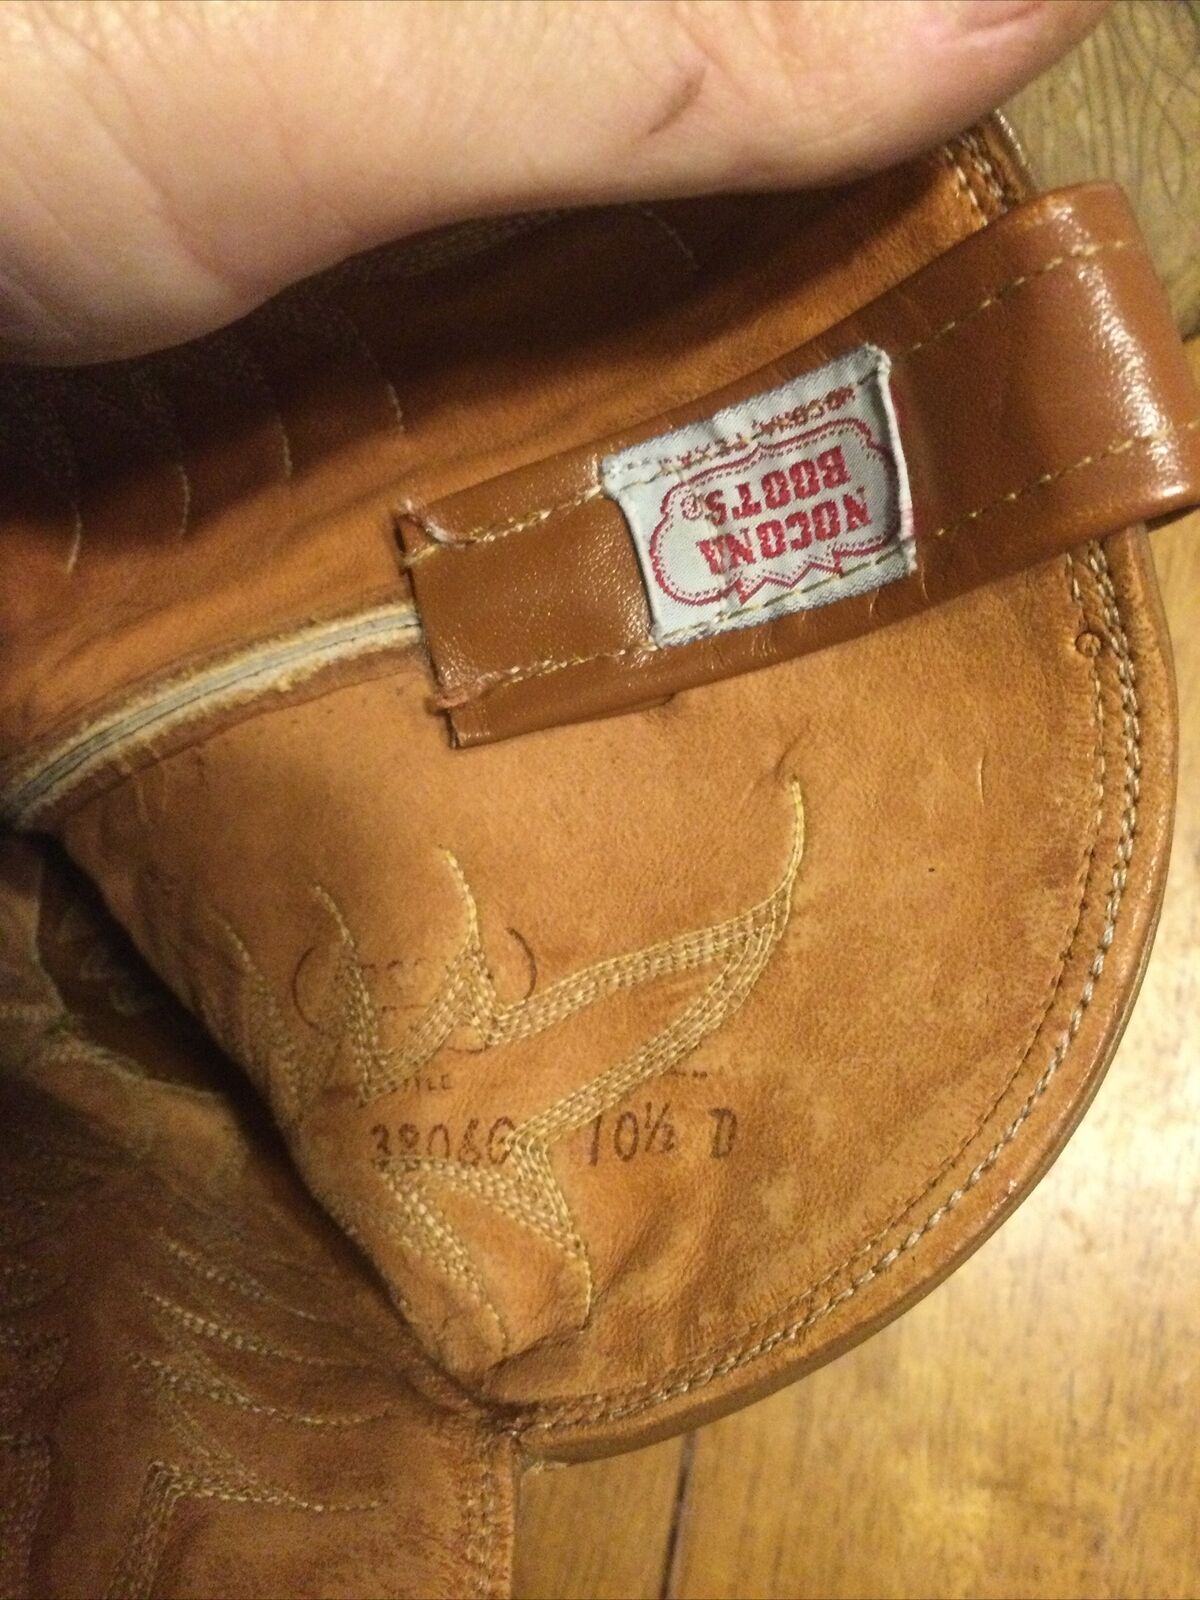 NOCONA
BOOTS®
NOCONA, TEXAS
STYLE
38060 10½ D